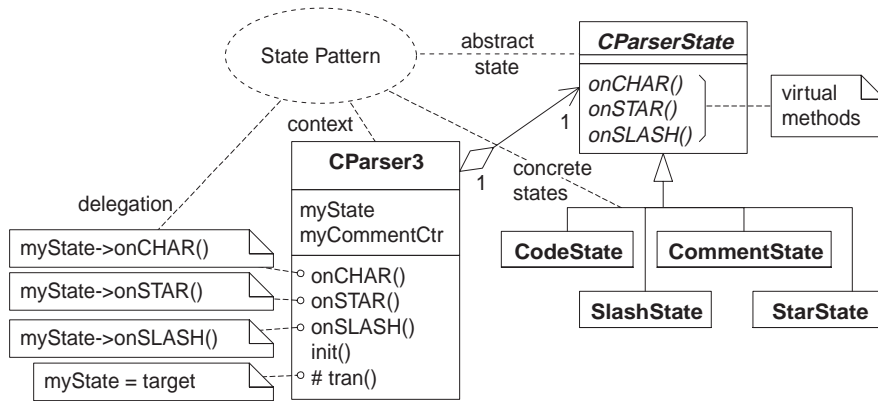 State Pattern
abstract
state
CParserState
onCHAR()
onSTAR()
onSLASH()
virtual
methods
context
1
1
CParser3
myState
myCommentCtr
onCHAR()
onSTAR()
onSLASH()
init()
# tran()
concrete
states
delegation
myState->onCHAR()
myState->onSTAR()
myState->onSLASH()
myState = target
CodeState
CommentState
SlashState
StarState